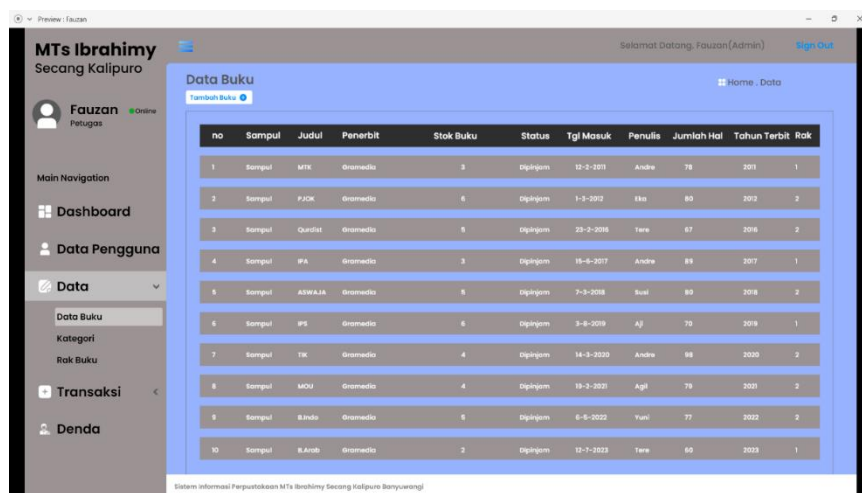 Preview : Fauzan
MTs Ibrahimy
Secang Kalipuro
Selamat Datang, Fauzan(Admin)
Sign Out
Fauzan
Online
Petugas
Main Navigation
Dashboard
Data Pengguna
Data
Data Buku
Kategori
Rak Buku
Transaksi
Denda
Data Buku
Home . Data
Tambah Buku
no Sampul Judul Penerbit Stok Buku Status Tgl Masuk Penulis Jumlah Hal Tahun Terbit Rak
1 Sampul MTK Gramedia 3 Dipinjam 12-2-2011 Andre 78 2011 1
2 Sampul PJOK Gramedia 6 Dipinjam 1-3-2012 Eka 80 2012 2
3 Sampul Qurdist Gramedia 5 Dipinjam 23-2-2016 Tere 67 2016 2
4 Sampul IPA Gramedia 3 Dipinjam 15-6-2017 Andre 89 2017 1
5 Sampul ASWAJA Gramedia 5 Dipinjam 7-3-2018 Susi 80 2018 2
6 Sampul IPS Gramedia 6 Dipinjam 3-8-2019 Aji 70 2019 1
7 Sampul TIK Gramedia 4 Dipinjam 14-3-2020 Andre 98 2020 2
8 Sampul MOU Gramedia 4 Dipinjam 19-2-2021 Agil 79 2021 2
9 Sampul B.Indo Gramedia 5 Dipinjam 6-5-2022 Yuni 77 2022 2
10 Sampul B.Arab Gramedia 2 Dipinjam 12-7-2023 Tere 60 2023 1
Sistem Informasi Perpustakaan MTs Ibrahimy Secang Kalipuro Banyuwangi